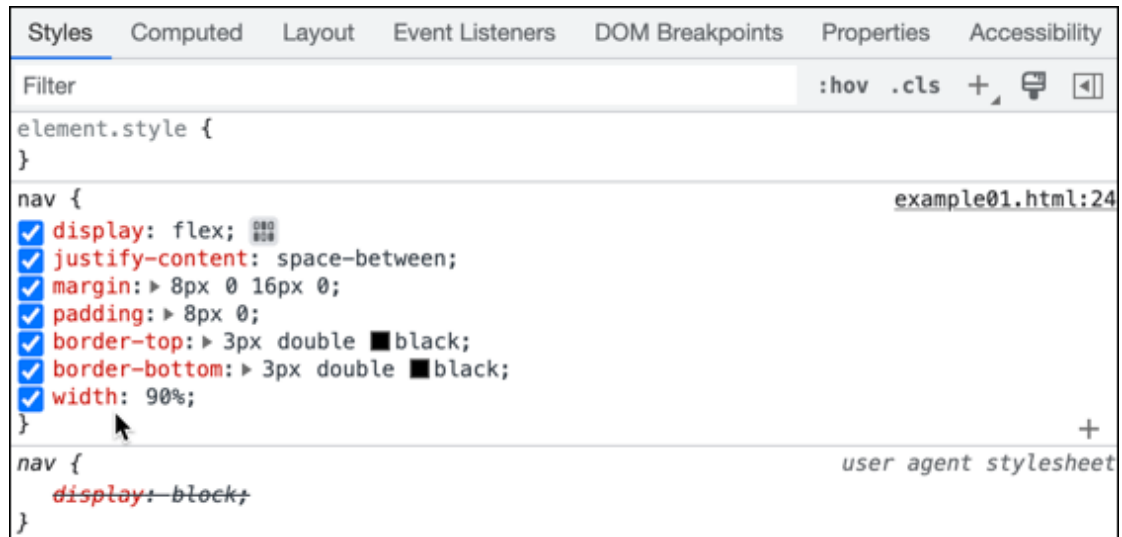 Styles Computed Layout Event Listeners DOM Breakpoints Properties Accessibility
Filter :hov .cls +
element.style {
}
nav { example01.html:24
display: flex;
justify-content: space-between;
margin: 8px 0 16px 0;
padding: 8px 0;
border-top: 3px double black;
border-bottom: 3px double black;
width: 90%;
}
+
nav { user agent stylesheet
display: block;
}